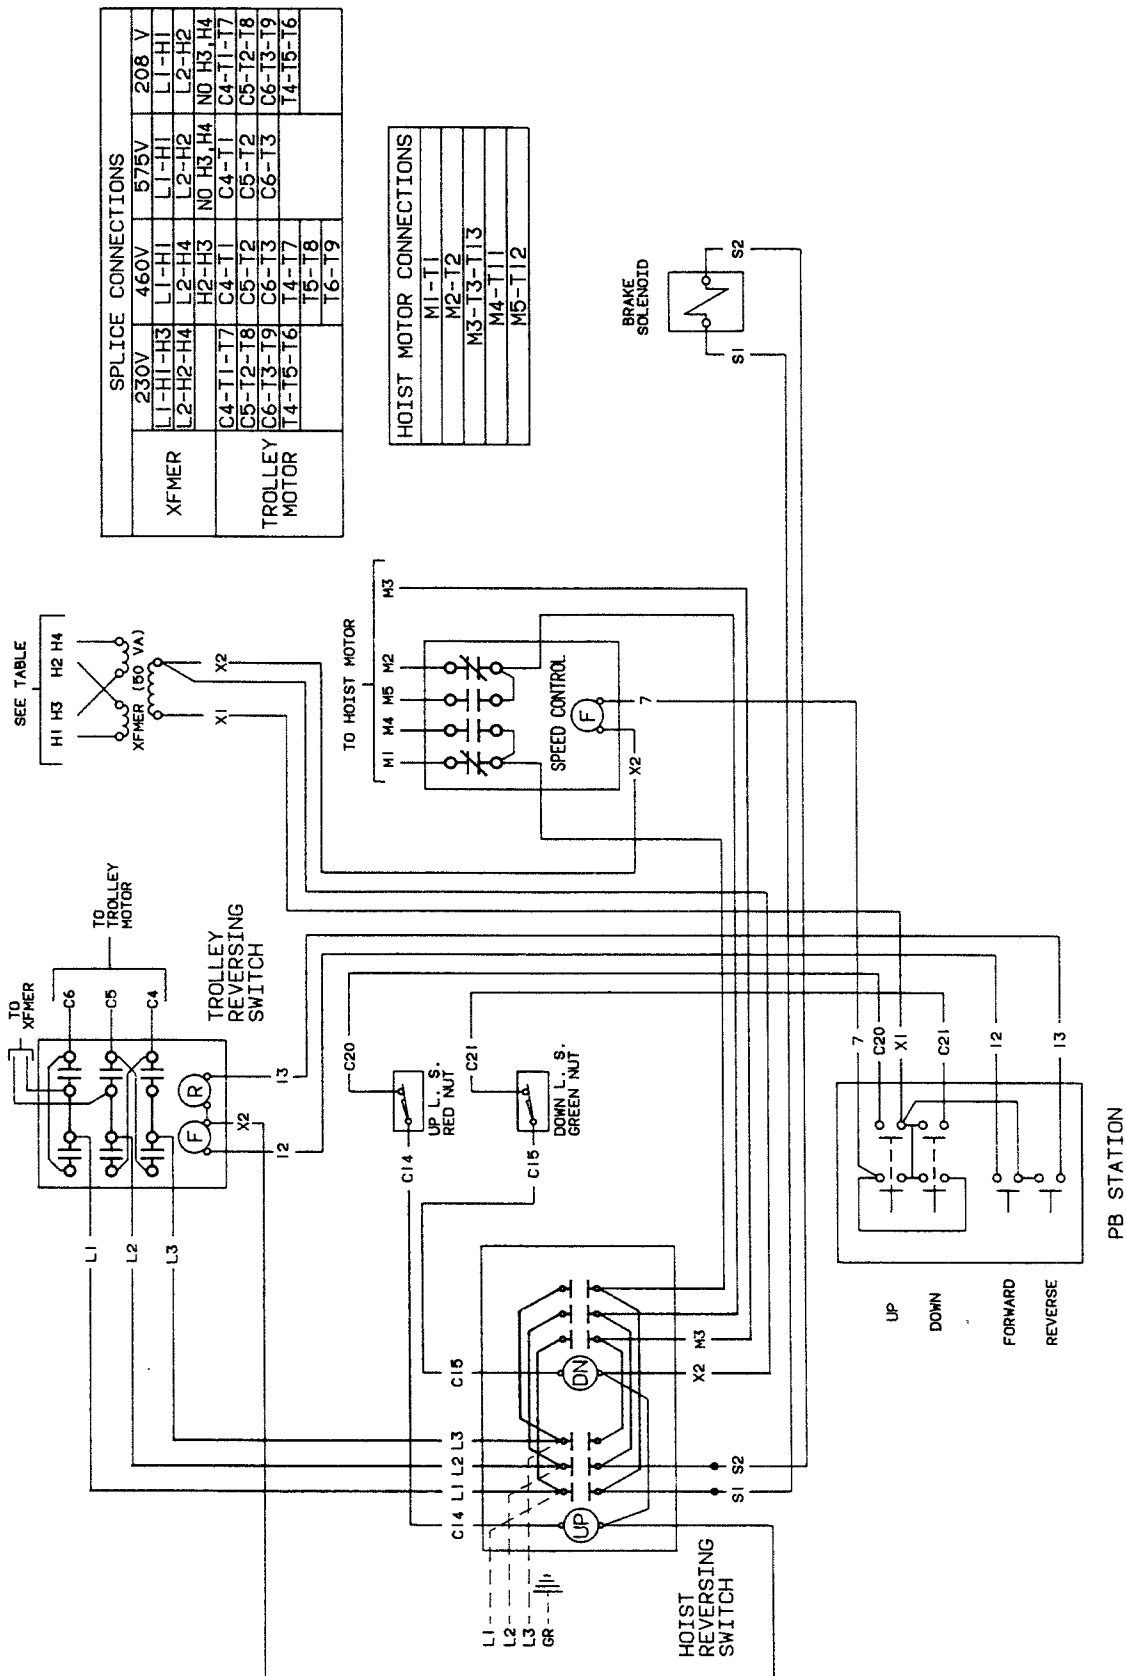 SPLICE CONNECTIONS
230V 460V 575V 208 V
XFMER
L1-H1-H3 L1-H1 L1-H1 L1-H1
L2-H2-H4 L2-H4 L2-H2 L2-H2
H2-H3 NO H3,H4 NO H3,H4
TROLLEY
MOTOR
C4-T1-T7 C4-T1 C4-T1 C4-T1-T7
C5-T2-T8 C5-T2 C5-T2 C5-T2-T8
C6-T3-T9 C6-T3 C6-T3 C6-T3-T9
T4-T5-T6 T4-T7 T4-T5-T6
T5-T8
T6-T9
HOIST MOTOR CONNECTIONS
M1-T1
M2-T2
M3-T3-T13
M4-T11
M5-T12
SEE TABLE
H1 H3 H2 H4
XFMER (50 VA)
X1 X2
TO
XFMER
TO
TROLLEY
MOTOR
C6
C5
C4
TROLLEY
REVERSING
SWITCH
F R
12 X2 13
L1
L2
L3
TO HOIST MOTOR
M1 M4 M5 M2 M3
SPEED CONTROL
F
X2 7
BRAKE
SOLENOID
S1 S2
C14 C20
UP L. S.
RED NUT
C15 C21
DOWN L. S.
GREEN NUT
L1
L2
L3
GR
C14 L1 L2 L3 C15
UP DN
S1 S2 X2 M3
HOIST
REVERSING
SWITCH
7
C20
X1
C21
12
13
UP
DOWN
FORWARD
REVERSE
PB STATION